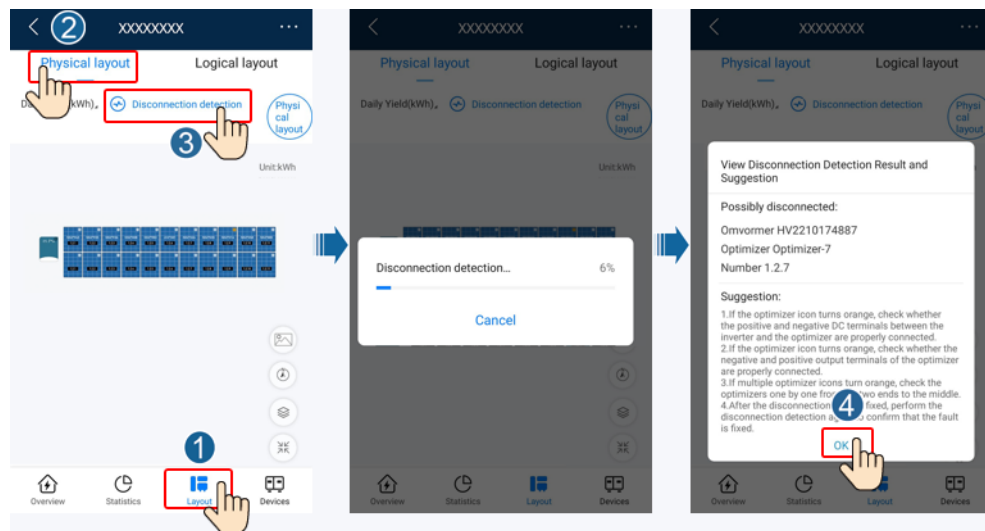 2
XXXXXXXX
Physical layout Logical layout
Disconnection detection
Physi
cal
layout
3
Unit:kWh
1
Overview Statistics Layout Devices
XXXXXXXX
Physical layout Logical layout
Daily Yield(kWh), Disconnection detection
Physi
cal
layout
Unit:kWh
Disconnection detection... 6%
Cancel
Overview Statistics Layout Devices
XXXXXXXX
Physical layout Logical layout
Daily Yield(kWh), Disconnection detection
Physi
cal
layout
View Disconnection Detection Result and
Suggestion
Possibly disconnected:
Omvormer HV2210174887
Optimizer Optimizer-7
Number 1.2.7
Suggestion:
1.If the optimizer icon turns orange, check whether
the positive and negative DC terminals between the
inverter and the optimizer are properly connected.
2.If the optimizer icon turns orange, check whether the
negative and positive output terminals of the optimizer
are properly connected.
3.If multiple optimizer icons turn orange, check the
optimizers one by one two ends to the middle.
4.After the disconnection fixed, perform the
disconnection detection confirm that the fault
is fixed.
4
OK
Overview Statistics Layout Devices